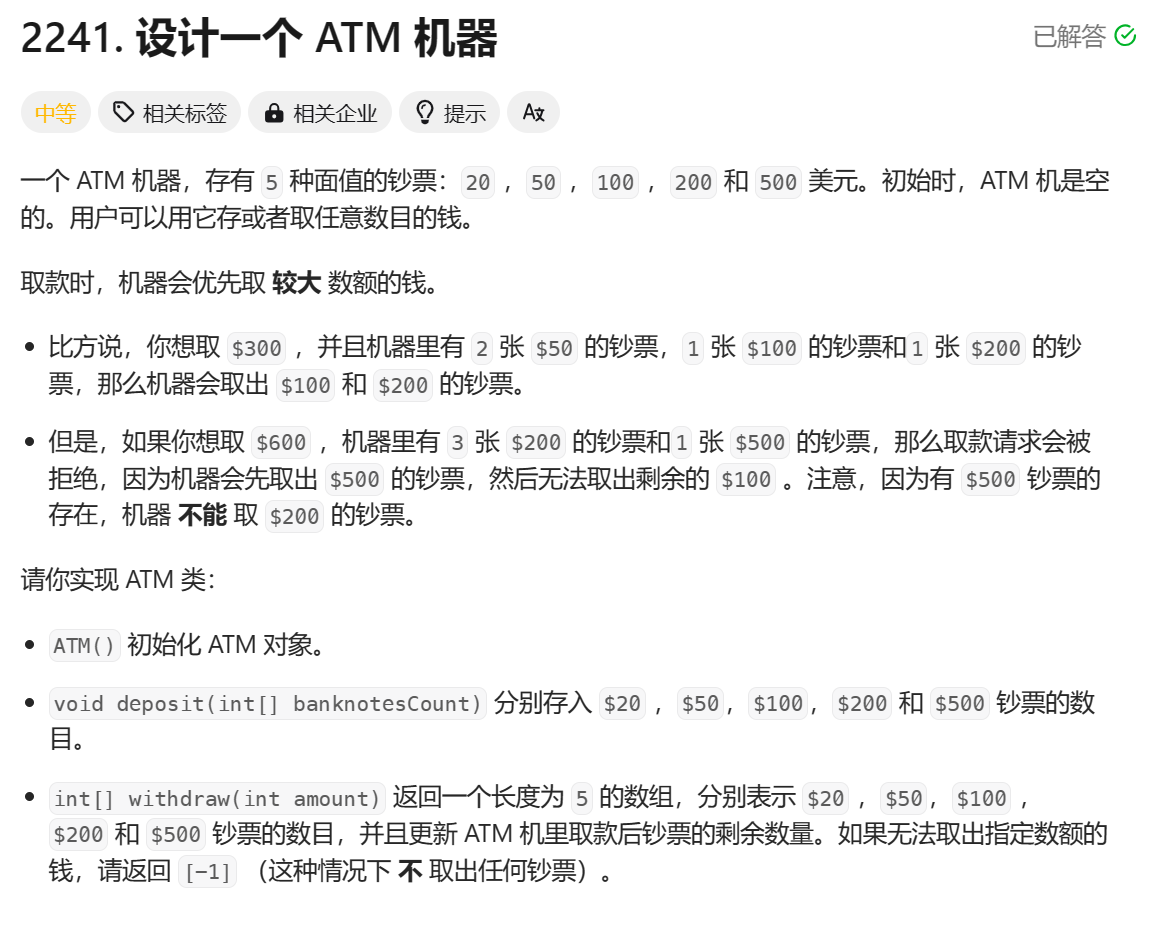 2241. 设计一个 ATM 机器
已解答
中等 相关标签 相关企业 提示
一个 ATM 机器，存有 5 种面值的钞票：20 ，50 ，100 ，200 和 500 美元。初始时，ATM 机是空
的。用户可以用它存或者取任意数目的钱。
取款时，机器会优先取 较大 数额的钱。
• 比方说，你想取 $300 ，并且机器里有 2 张 $50 的钞票，1 张 $100 的钞票和1 张 $200 的钞
票，那么机器会取出 $100 和 $200 的钞票。
• 但是，如果你想取 $600 ，机器里有 3 张 $200 的钞票和1 张 $500 的钞票，那么取款请求会被
拒绝，因为机器会先取出 $500 的钞票，然后无法取出剩余的 $100 。注意，因为有 $500 钞票的
存在，机器 不能 取 $200 的钞票。
请你实现 ATM 类：
• ATM() 初始化 ATM 对象。
• void deposit(int[] banknotesCount) 分别存入 $20 ，$50，$100，$200 和 $500 钞票的数
目。
• int[] withdraw(int amount) 返回一个长度为 5 的数组，分别表示 $20 ，$50，$100 ，
$200 和 $500 钞票的数目，并且更新 ATM 机里取款后钞票的剩余数量。如果无法取出指定数额的
钱，请返回 [-1] （这种情况下 不 取出任何钞票）。